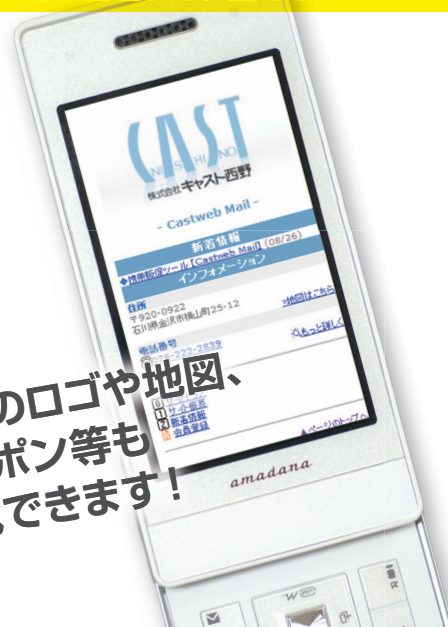 CAST
NISHINO
株式会社キャスト西野
- Castweb Mail -
新着情報
◆携帯販促ツール【Castweb Mail】(08/26)
インフォメーション
住所
〒920-0922
石川県金沢市横山町25-12
»地図はこちら
電話番号
076-222-2839
もっと詳しく
サイト概要
1新着情報
2会員登録
▲ページのトップへ
のロゴや地図、
ポン等も
できます!
amadana
W